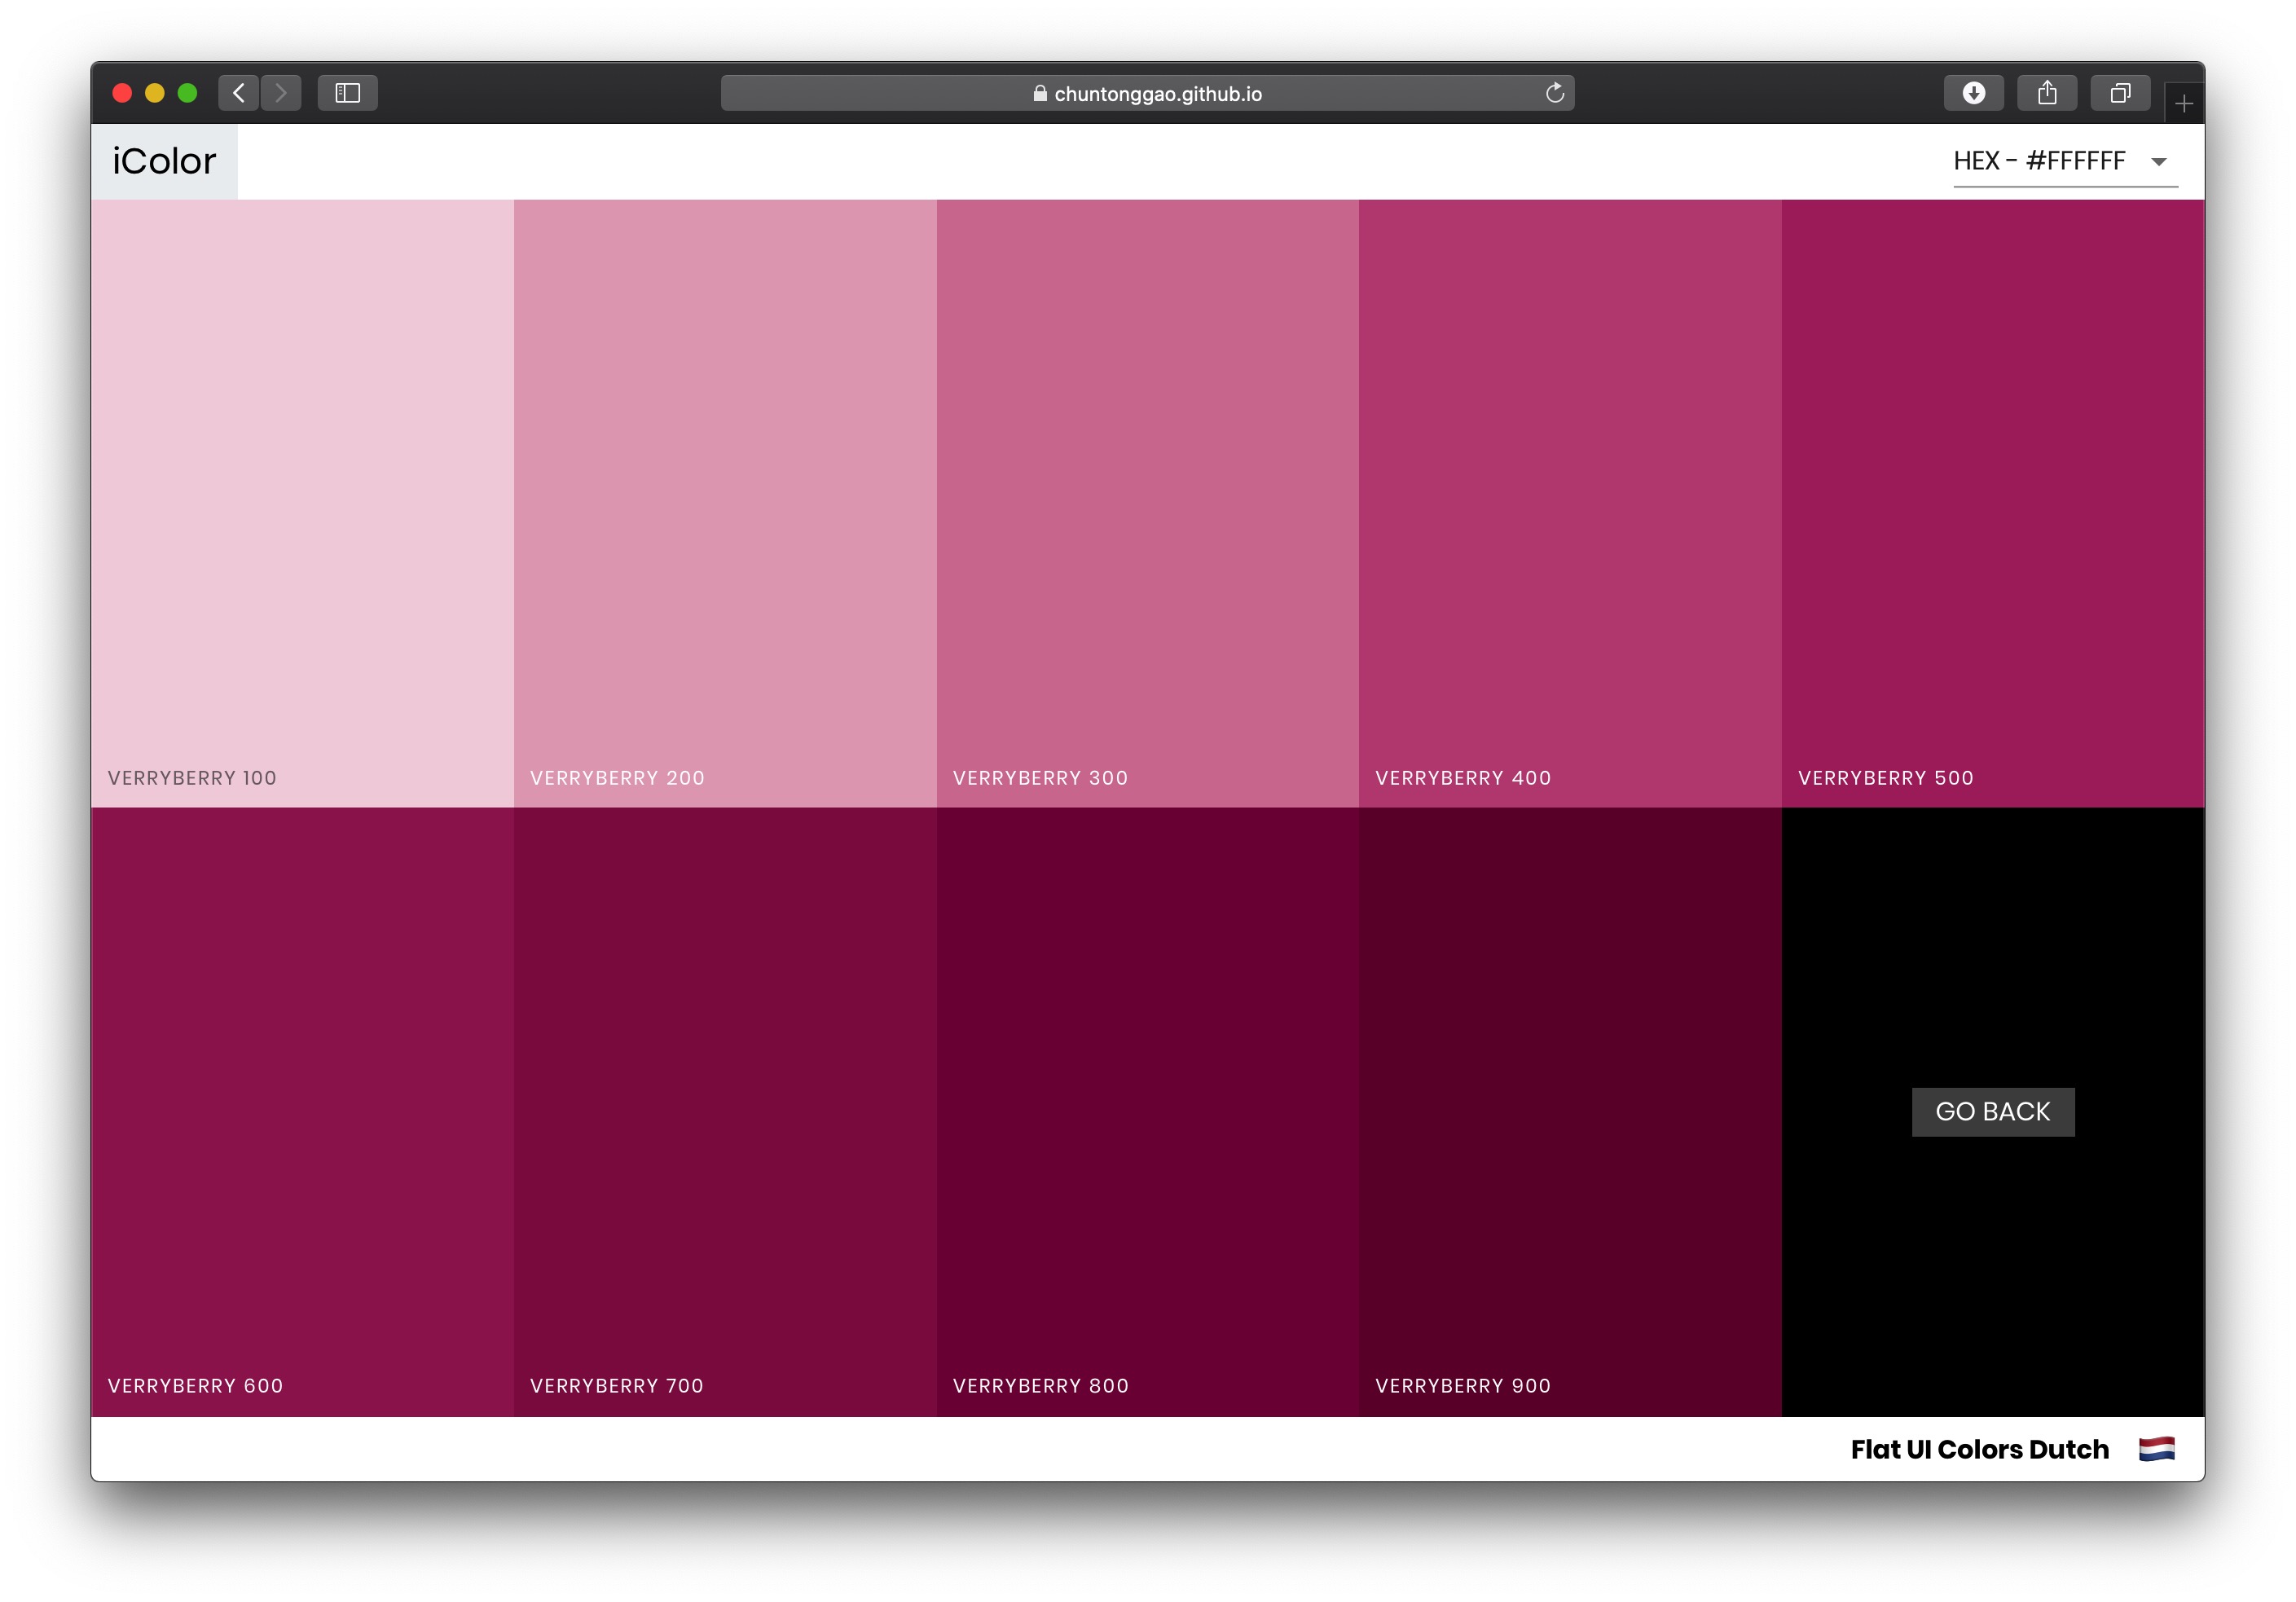 chuntonggao.github.io
iColor
HEX - #FFFFFF
VERRYBERRY 100
VERRYBERRY 200
VERRYBERRY 300
VERRYBERRY 400
VERRYBERRY 500
VERRYBERRY 600
VERRYBERRY 700
VERRYBERRY 800
VERRYBERRY 900
GO BACK
Flat UI Colors Dutch